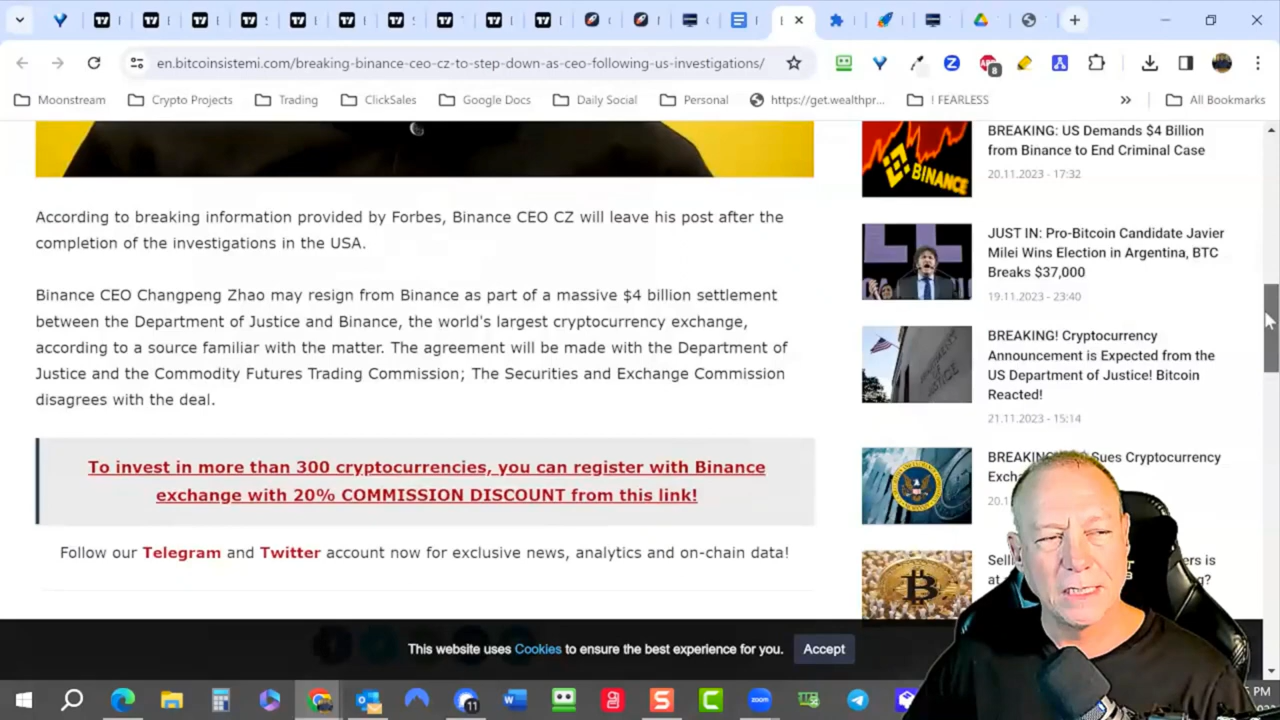 en.bitcoinsistemi.com/breaking-binance-ceo-cz-to-step-down-as-ceo-following-us-investigations/
8
Moonstream
Crypto Projects
Trading
ClickSales
Google Docs
Daily Social
Personal
https://get.wealthpr...
! FEARLESS
»
All Bookmarks
According to breaking information provided by Forbes, Binance CEO CZ will leave his post after the
completion of the investigations in the USA.
Binance CEO Changpeng Zhao may resign from Binance as part of a massive $4 billion settlement
between the Department of Justice and Binance, the world's largest cryptocurrency exchange,
according to a source familiar with the matter. The agreement will be made with the Department of
Justice and the Commodity Futures Trading Commission; The Securities and Exchange Commission
disagrees with the deal.
To invest in more than 300 cryptocurrencies, you can register with Binance
exchange with 20% COMMISSION DISCOUNT from this link!
Follow our Telegram and Twitter account now for exclusive news, analytics and on-chain data!
BINANCE
BREAKING: US Demands $4 Billion
from Binance to End Criminal Case
20.11.2023 - 17:32
JUST IN: Pro-Bitcoin Candidate Javier
Milei Wins Election in Argentina, BTC
Breaks $37,000
19.11.2023 - 23:40
BREAKING! Cryptocurrency
Announcement is Expected from the
US Department of Justice! Bitcoin
Reacted!
21.11.2023 - 15:14
Sues Cryptocurrency
This website uses Cookies to ensure the best experience for you.
Accept
11
zoom
PM